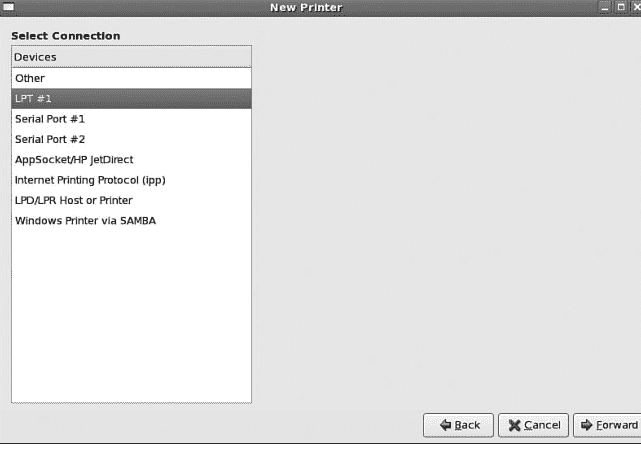 New Printer
Select Connection
Devices
Other
LPT #1
Serial Port #1
Serial Port #2
AppSocket/HP JetDirect
Internet Printing Protocol (ipp)
LPD/LPR Host or Printer
Windows Printer via SAMBA
Back Cancel Forward